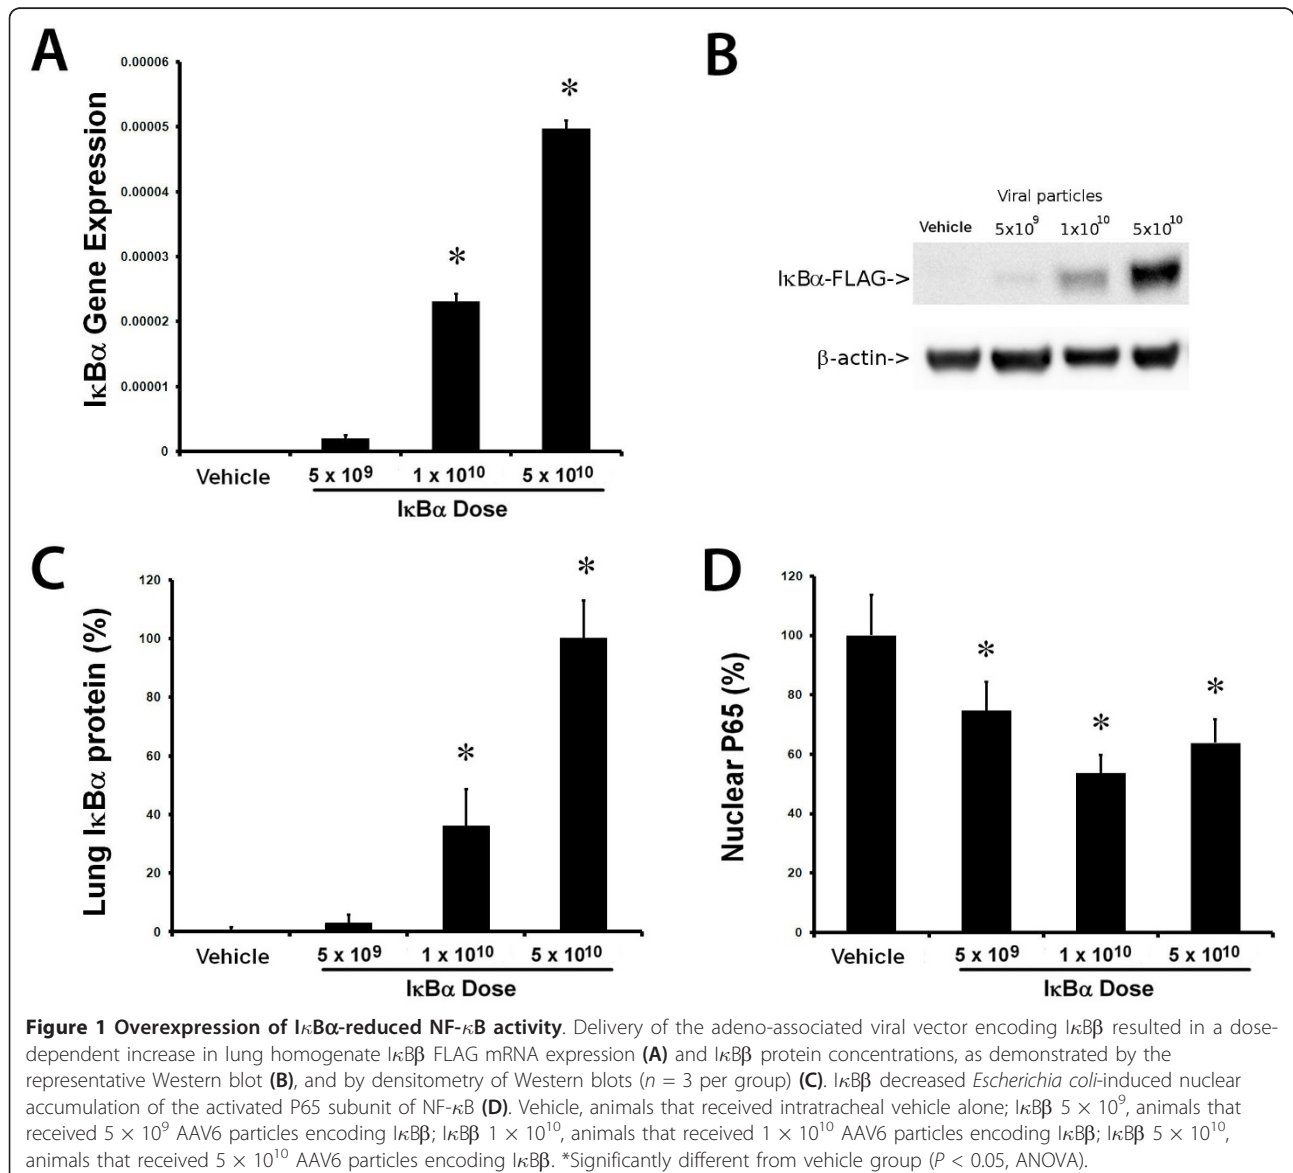 A
0.00006
0.00005
0.00004
0.00003
0.00002
0.00001
0
IκBα Gene Expression
*
*
Vehicle
5 x 10⁹
1 x 10¹⁰
5 x 10¹⁰
IκBα Dose
B
Viral particles
Vehicle 5x10⁹ 1x10¹⁰ 5x10¹⁰
IκBα-FLAG->
β-actin->
C
120
100
80
60
40
20
0
Lung IκBα protein (%)
*
*
Vehicle
5 x 10⁹
1 x 10¹⁰
5 x 10¹⁰
IκBα Dose
D
120
100
80
60
40
20
0
Nuclear P65 (%)
*
*
*
Vehicle
5 x 10⁹
1 x 10¹⁰
5 x 10¹⁰
IκBα Dose
Figure 1 Overexpression of IκBα-reduced NF-κB activity. Delivery of the adeno-associated viral vector encoding IκBβ resulted in a dose-
dependent increase in lung homogenate IκBβ FLAG mRNA expression (A) and IκBβ protein concentrations, as demonstrated by the
representative Western blot (B), and by densitometry of Western blots (n = 3 per group) (C). IκBβ decreased Escherichia coli-induced nuclear
accumulation of the activated P65 subunit of NF-κB (D). Vehicle, animals that received intratracheal vehicle alone; IκBβ 5 × 10⁹, animals that
received 5 × 10⁹ AAV6 particles encoding IκBβ; IκBβ 1 × 10¹⁰, animals that received 1 × 10¹⁰ AAV6 particles encoding IκBβ; IκBβ 5 × 10¹⁰,
animals that received 5 × 10¹⁰ AAV6 particles encoding IκBβ. *Significantly different from vehicle group (P < 0.05, ANOVA).